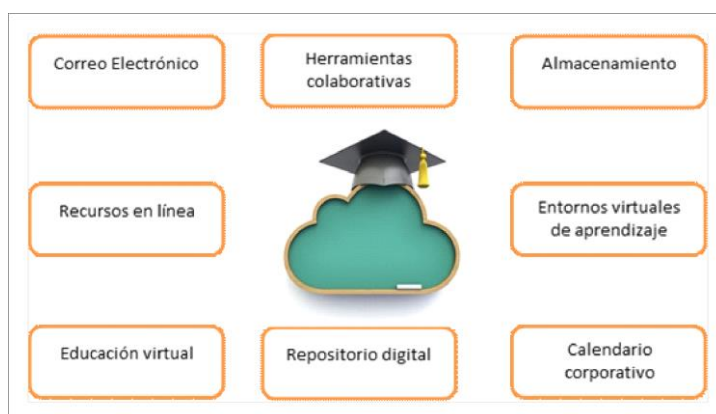 Correo Electrónico
Herramientas
colaborativas
Almacenamiento
Recursos en línea
Entornos virtuales
de aprendizaje
Educación virtual
Repositorio digital
Calendario
corporativo